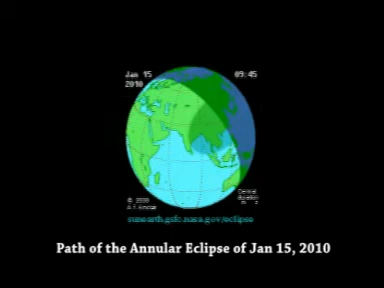 Jan 15 09:45
2010
sunearth.gsfc.nasa.gov/eclipse
Path of the Annular Eclipse of Jan 15, 2010